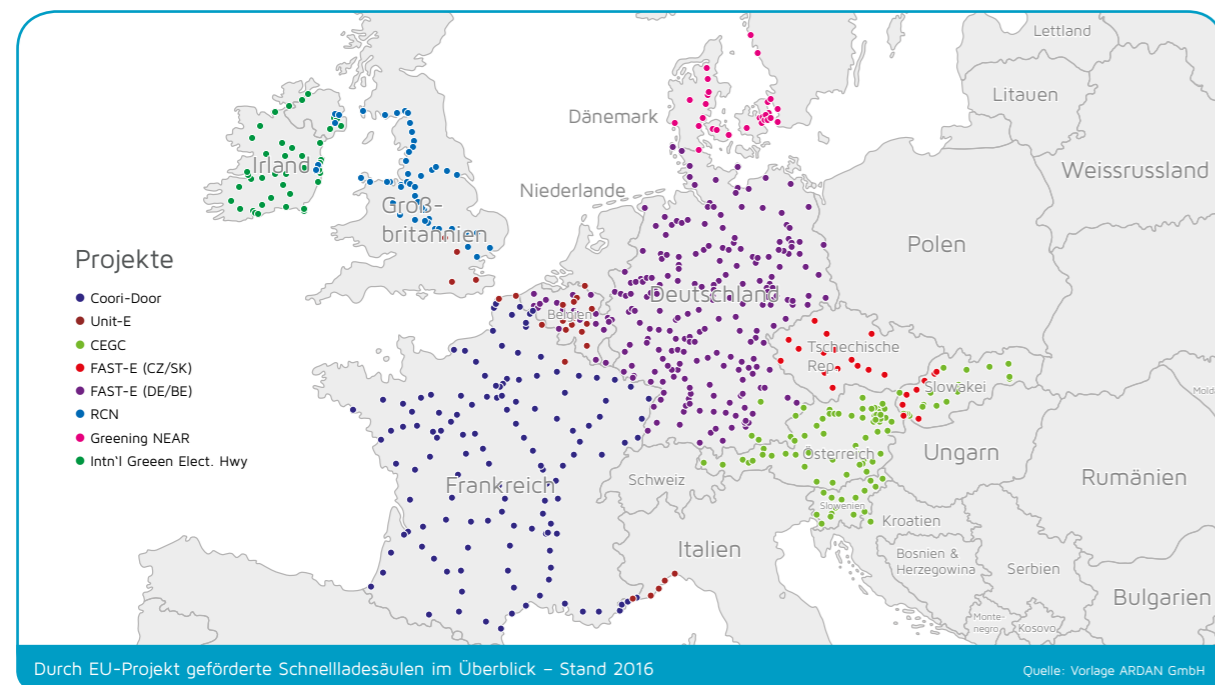 Lettland
Litauen
Dänemark
Weissrussland
Irland
Niederlande
Groß-
britannien
Polen
Projekte
Coori-Door
Unit-E
CEGC
FAST-E (CZ/SK)
FAST-E (DE/BE)
RCN
Greening NEAR
Intn'l Greeen Elect. Hwy
Deutschland
Belgien
Tschechische
Rep.
Slowakei
Österreich
Ungarn
Frankreich
Schweiz
Rumänien
Slowenien
Kroatien
Italien
Bosnien &
Herzegowina
Serbien
Bulgarien
Monte-
negro
Kosovo
Durch EU-Projekt geförderte Schnellladesäulen im Überblick – Stand 2016
Quelle: Vorlage ARDAN GmbH